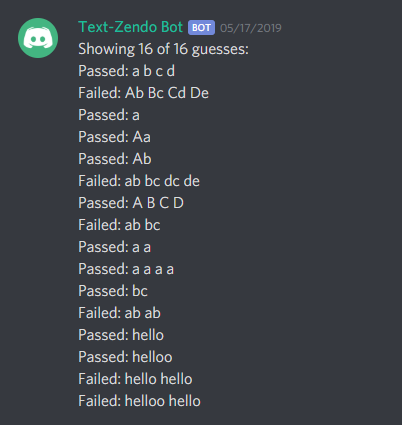 Text-Zendo Bot BOT 05/17/2019
Showing 16 of 16 guesses:
Passed: a b c d
Failed: Ab Bc Cd De
Passed: a
Passed: Aa
Passed: Ab
Failed: ab bc dc de
Passed: A B C D
Failed: ab bc
Passed: a a
Passed: a a a a
Passed: bc
Failed: ab ab
Passed: hello
Passed: helloo
Failed: hello hello
Failed: helloo hello